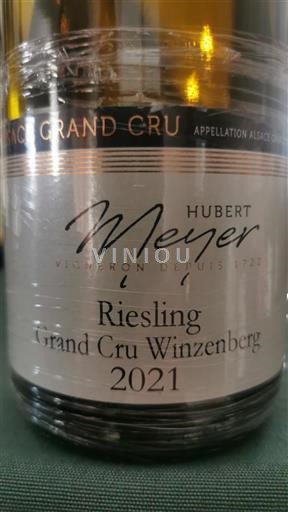 GRAND CRU APPELLATION ALSACE
HUBERT
Meyer
VINIOU
VIGNERON DEPUIS 1722
Riesling
Grand Cru Winzenberg
2021